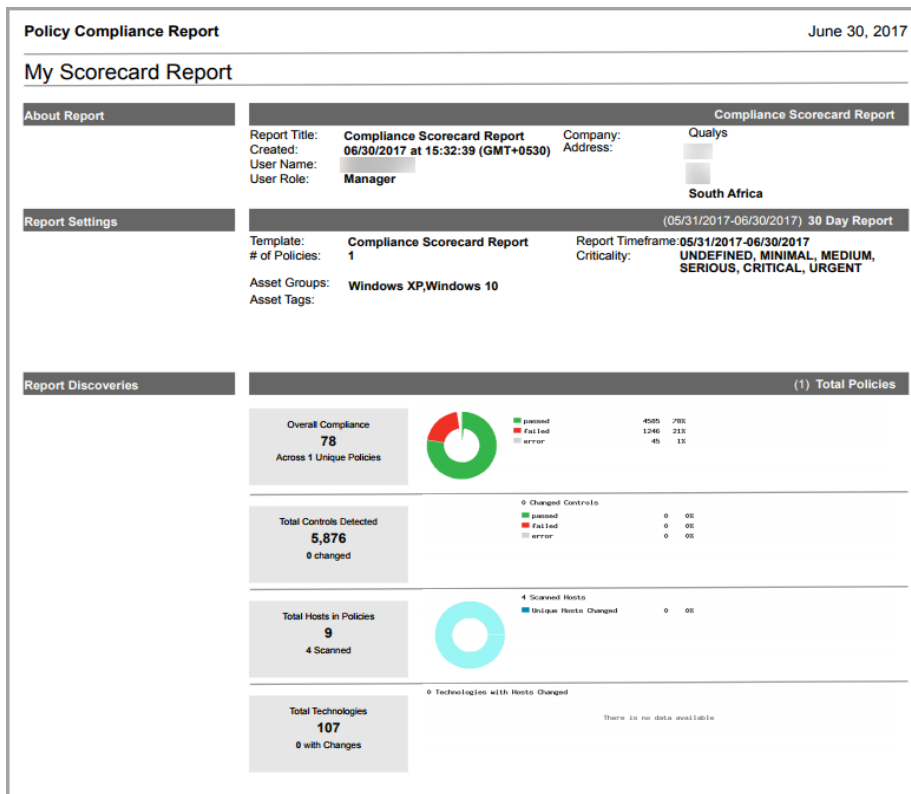 Policy Compliance Report June 30, 2017
My Scorecard Report
About Report Compliance Scorecard Report
Report Title: Compliance Scorecard Report Company: Qualys
Created: 06/30/2017 at 15:32:39 (GMT+0530) Address:
User Name:
User Role: Manager South Africa
Report Settings (05/31/2017-06/30/2017) 30 Day Report
Template: Compliance Scorecard Report Report Timeframe:05/31/2017-06/30/2017
# of Policies: 1 Criticality: UNDEFINED, MINIMAL, MEDIUM,
SERIOUS, CRITICAL, URGENT
Asset Groups: Windows XP,Windows 10
Asset Tags:
Report Discoveries (1) Total Policies
Overall Compliance
78
Across 1 Unique Policies
passed 4585 78%
failed 1246 21%
error 45 1%
Total Controls Detected
5,876
0 changed
0 Changed Controls
passed 0 0%
failed 0 0%
error 0 0%
Total Hosts in Policies
9
4 Scanned
4 Scanned Hosts
Unique Hosts Changed 0 0%
Total Technologies
107
0 with Changes
0 Technologies with Hosts Changed
There is no data available